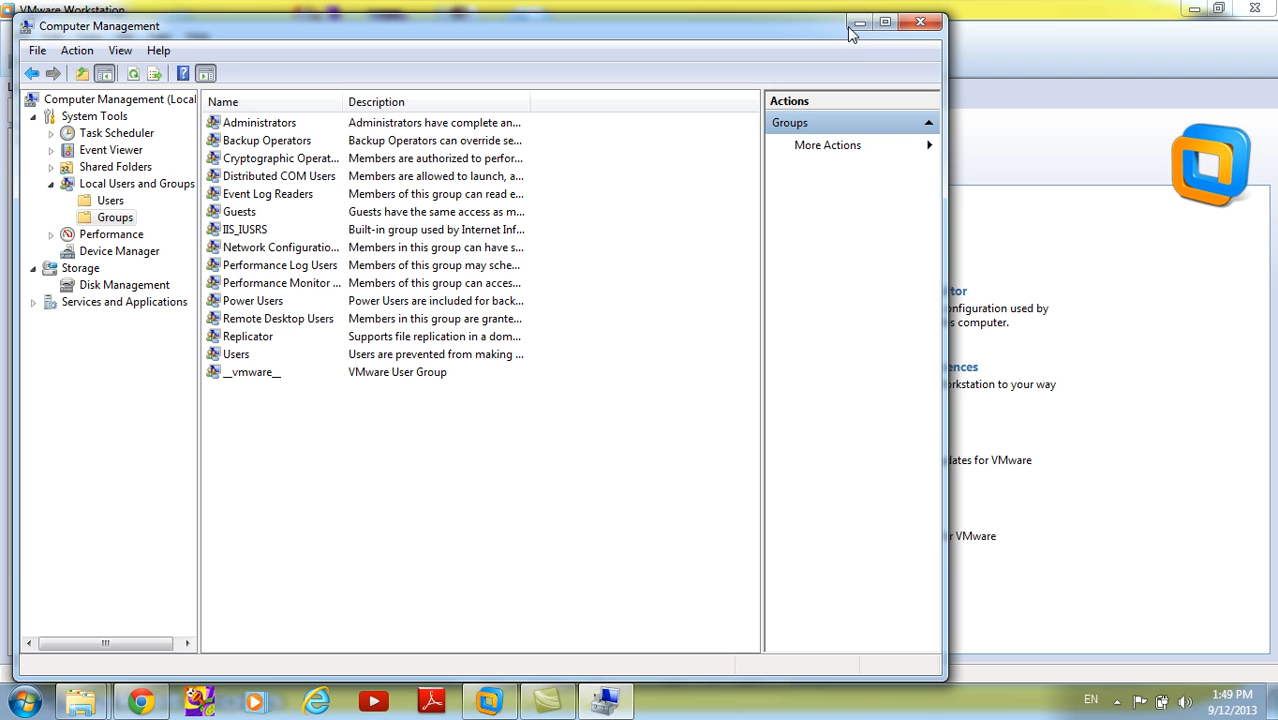 VMware Workstation
Computer Management
File Action View Help
Computer Management (Local
System Tools
Task Scheduler
Event Viewer
Shared Folders
Local Users and Groups
Users
Groups
Performance
Device Manager
Storage
Disk Management
Services and Applications
Name Description
Administrators Administrators have complete an...
Backup Operators Backup Operators can override se...
Cryptographic Operat... Members are authorized to perfor...
Distributed COM Users Members are allowed to launch, a...
Event Log Readers Members of this group can read e...
Guests Guests have the same access as m...
IIS_IUSRS Built-in group used by Internet Inf...
Network Configuratio... Members in this group can have s...
Performance Log Users Members of this group may sche...
Performance Monitor ... Members of this group can acces...
Power Users Power Users are included for back...
Remote Desktop Users Members in this group are grante...
Replicator Supports file replication in a dom...
Users Users are prevented from making ...
__vmware__ VMware User Group
Actions
Groups
More Actions
tor
onfiguration used by
s computer.
ences
rkstation to your way
dates for VMware
r VMware
EN
1:49 PM
9/12/2013